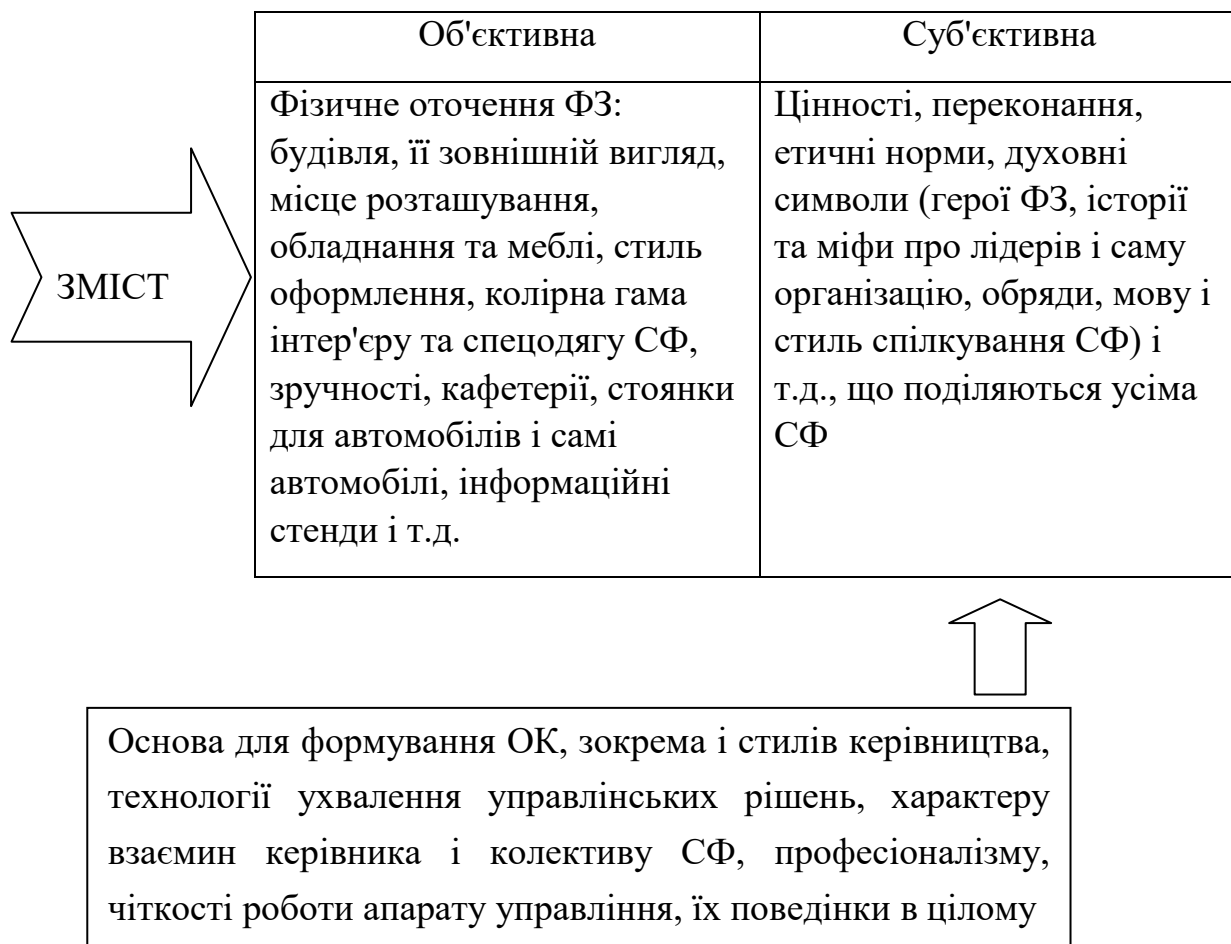 Об'єктивна
Суб'єктивна
ЗМІСТ
Фізичне оточення ФЗ:
будівля, її зовнішній вигляд,
місце розташування,
обладнання та меблі, стиль
оформлення, колірна гама
інтер'єру та спецодягу СФ,
зручності, кафетерії, стоянки
для автомобілів і самі
автомобілі, інформаційні
стенди і т.д.
Цінності, переконання,
етичні норми, духовні
символи (герої ФЗ, історії
та міфи про лідерів і саму
організацію, обряди, мову і
стиль спілкування СФ) і
т.д., що поділяються усіма
СФ
Основа для формування ОК, зокрема і стилів керівництва,
технології ухвалення управлінських рішень, характеру
взаємин керівника і колективу СФ, професіоналізму,
чіткості роботи апарату управління, їх поведінки в цілому